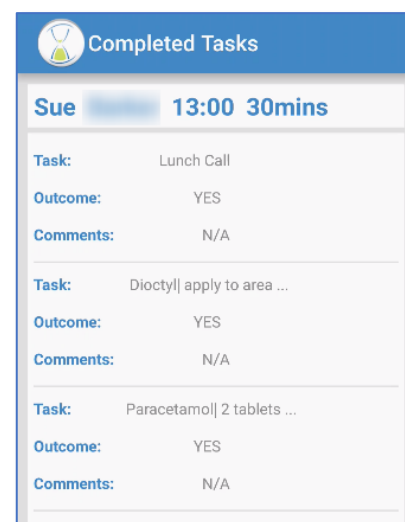 Completed Tasks
Sue 13:00 30mins
Task: Lunch Call
Outcome: YES
Comments: N/A
Task: Dioctyl| apply to area ...
Outcome: YES
Comments: N/A
Task: Paracetamol| 2 tablets ...
Outcome: YES
Comments: N/A